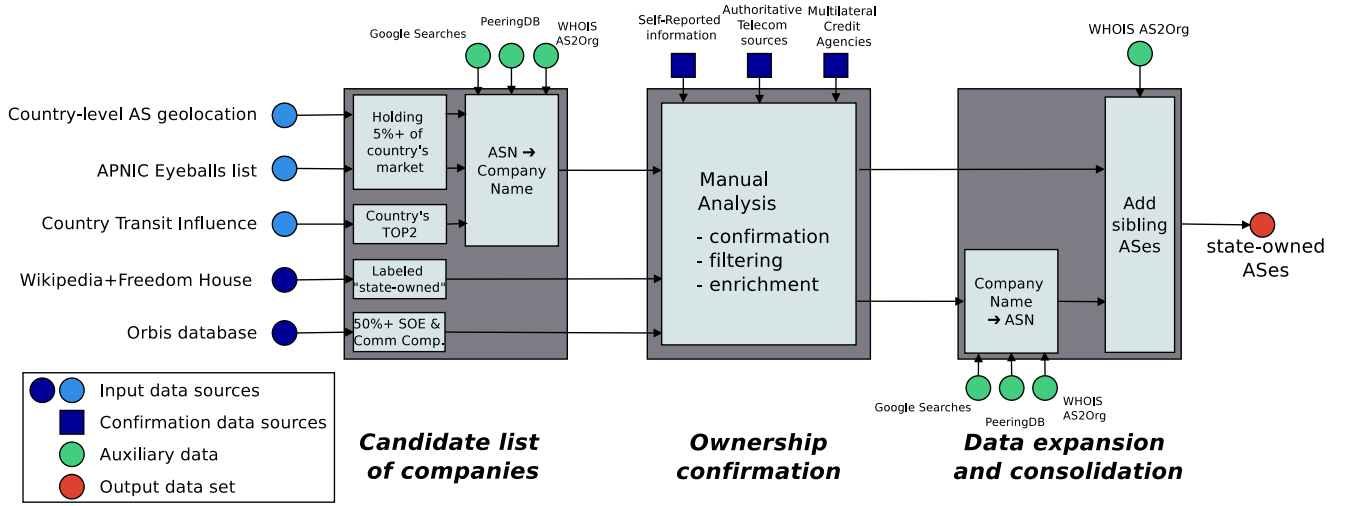 Google Searches
PeeringDB
WHOIS
AS2Org
Self-Reported
information
Authoritative
Telecom
sources
Multilateral
Credit
Agencies
WHOIS AS2Org
Country-level AS geolocation
APNIC Eyeballs list
Country Transit Influence
Wikipedia+Freedom House
Orbis database
Holding
5%+ of
country's
market
Country's
TOP2
Labeled
"state-owned"
50%+ SOE &
Comm Comp.
ASN ➔
Company
Name
Manual
Analysis
- confirmation
- filtering
- enrichment
Company
Name
➔ ASN
Add
sibling
ASes
state-owned
ASes
Google Searches
PeeringDB
WHOIS
AS2Org
Input data sources
Confirmation data sources
Auxiliary data
Output data set
Candidate list
of companies
Ownership
confirmation
Data expansion
and consolidation